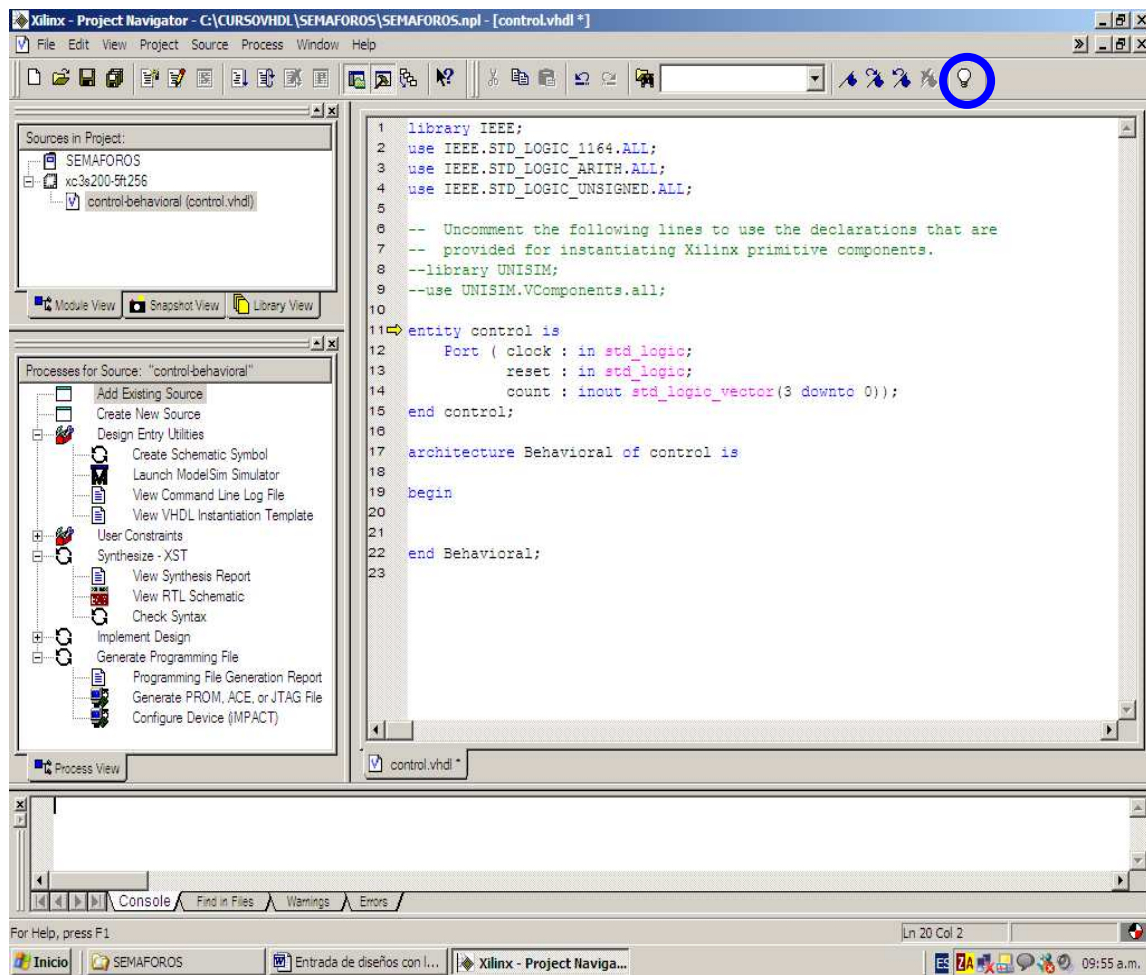 Xilinx - Project Navigator - C:\CURSOVHDL\SEMAFOROS\SEMAFOROS.npl - [control.vhdl *]
File Edit View Project Source Process Window Help
Sources in Project:
SEMAFOROS
xc3s200-5ft256
control-behavioral (control.vhdl)
Module View Snapshot View Library View
Processes for Source: "control-behavioral"
Add Existing Source
Create New Source
Design Entry Utilities
Create Schematic Symbol
Launch ModelSim Simulator
View Command Line Log File
View VHDL Instantiation Template
User Constraints
Synthesize - XST
View Synthesis Report
View RTL Schematic
Check Syntax
Implement Design
Generate Programming File
Programming File Generation Report
Generate PROM, ACE, or JTAG File
Configure Device (iMPACT)
Process View
1 library IEEE;
2 use IEEE.STD_LOGIC_1164.ALL;
3 use IEEE.STD_LOGIC_ARITH.ALL;
4 use IEEE.STD_LOGIC_UNSIGNED.ALL;
5
6 -- Uncomment the following lines to use the declarations that are
7 -- provided for instantiating Xilinx primitive components.
8 --library UNISIM;
9 --use UNISIM.VComponents.all;
10
11 entity control is
12 Port ( clock : in std_logic;
13 reset : in std_logic;
14 count : inout std_logic_vector(3 downto 0));
15 end control;
16
17 architecture Behavioral of control is
18
19 begin
20
21
22 end Behavioral;
23
control.vhdl *
Console Find in Files Warnings Errors
For Help, press F1
Ln 20 Col 2
Inicio SEMAFOROS Entrada de diseños con l... Xilinx - Project Naviga... ES ZA 09:55 a.m.